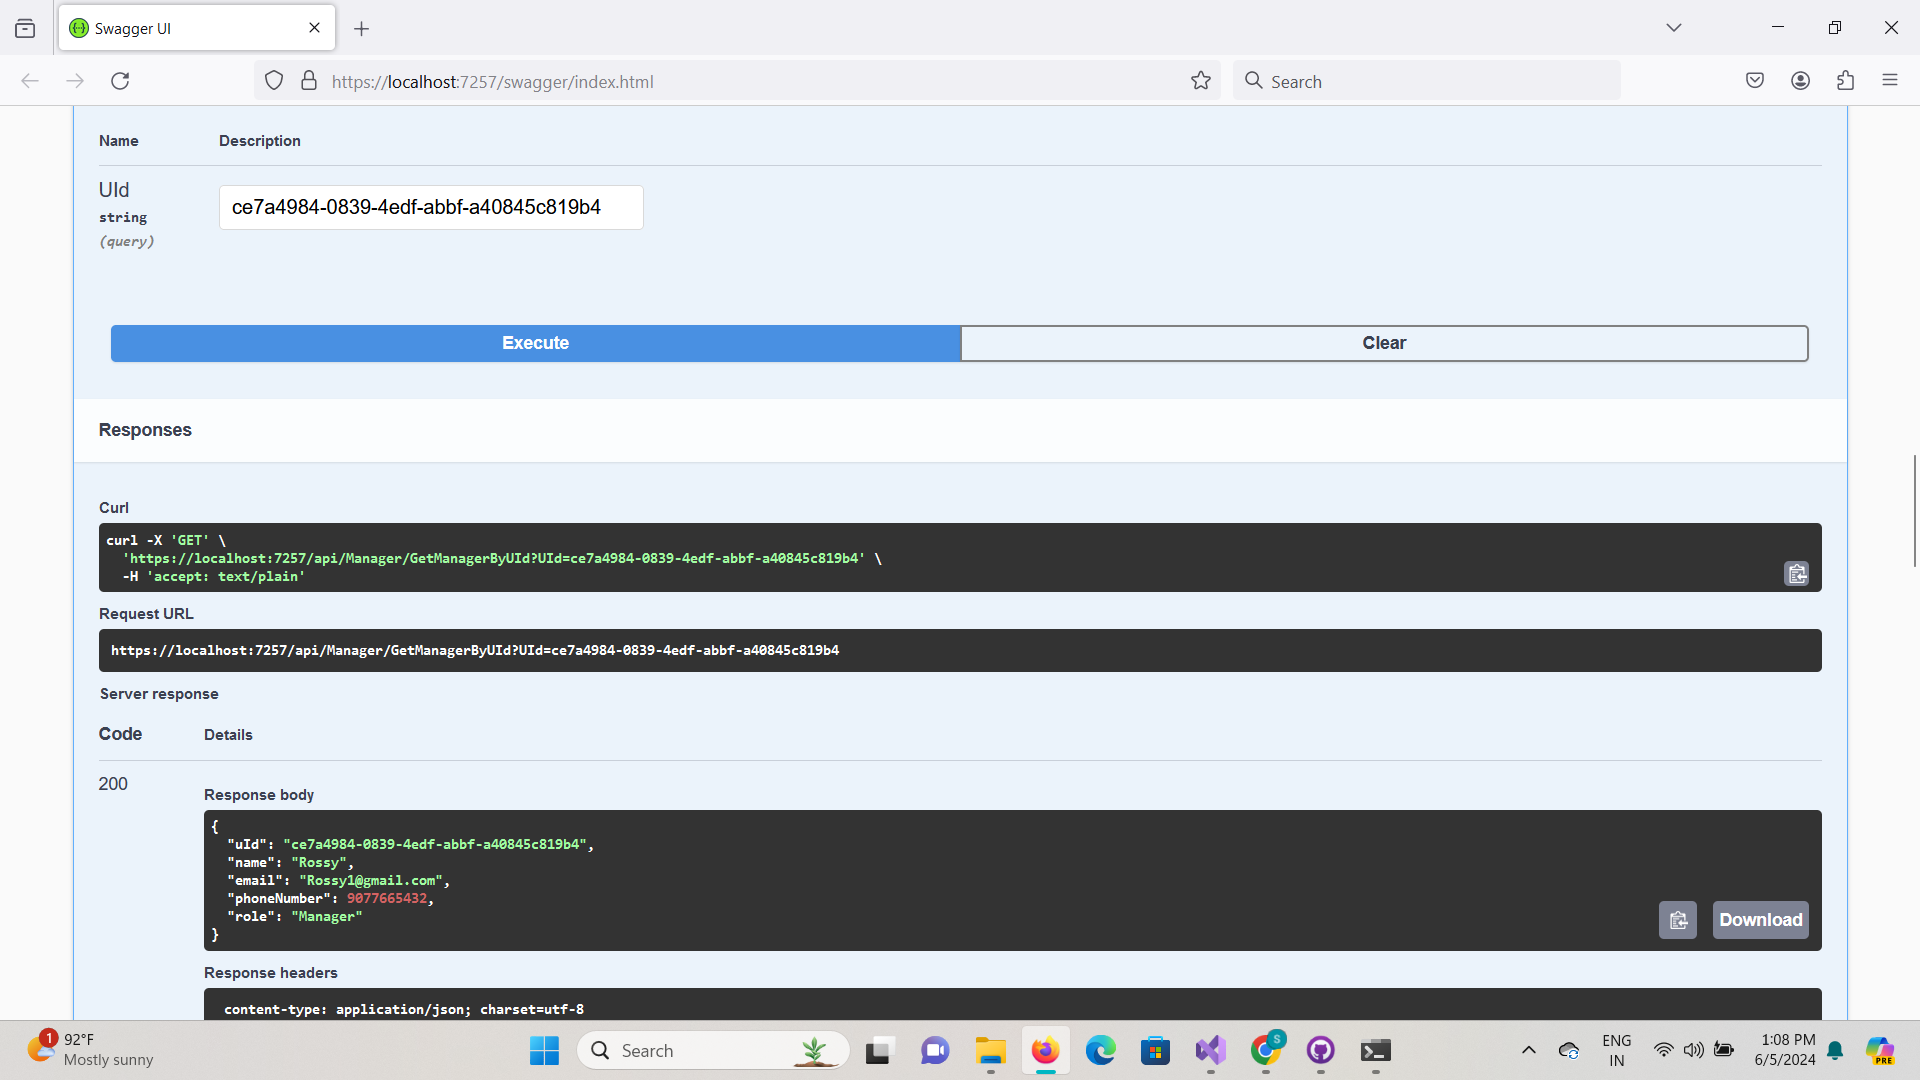 Swagger UI
https://localhost:7257/swagger/index.html
Search
Name
Description
UId
string
(query)
ce7a4984-0839-4edf-abbf-a40845c819b4
Execute
Clear
Responses
Curl
curl -X 'GET' \
'https://localhost:7257/api/Manager/GetManagerByUId?UId=ce7a4984-0839-4edf-abbf-a40845c819b4' \
-H 'accept: text/plain'
Request URL
https://localhost:7257/api/Manager/GetManagerByUId?UId=ce7a4984-0839-4edf-abbf-a40845c819b4
Server response
Code
Details
200
Response body
{
"uId": "ce7a4984-0839-4edf-abbf-a40845c819b4",
"name": "Rossy",
"email": "Rossy1@gmail.com",
"phoneNumber": 9077665432,
"role": "Manager"
}
Download
Response headers
content-type: application/json; charset=utf-8
1
92°F
Mostly sunny
Search
S
ENG
IN
1:08 PM
6/5/2024
PRE